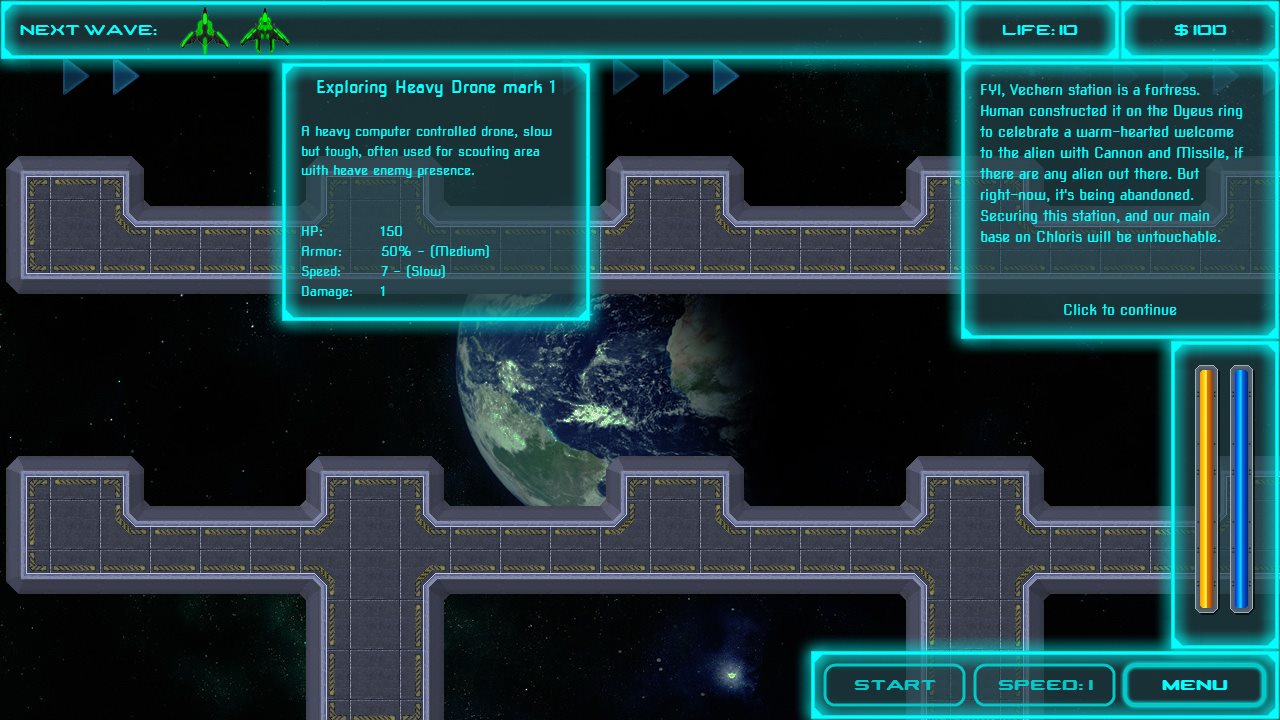 NEXT WAVE:
LIFE: 10
$ 100
Exploring Heavy Drone mark 1
A heavy computer controlled drone, slow
but tough, often used for scouting area
with heave enemy presence.
HP: 150
Armor: 50% - (Medium)
Speed: 7 - (Slow)
Damage: 1
FYI, Vechern station is a fortress.
Human constructed it on the Dyeus ring
to celebrate a warm-hearted welcome
to the alien with Cannon and Missile, if
there are any alien out there. But
right-now, it's being abandoned.
Securing this station, and our main
base on Chloris will be untouchable.
Click to continue
START
SPEED: 1
MENU